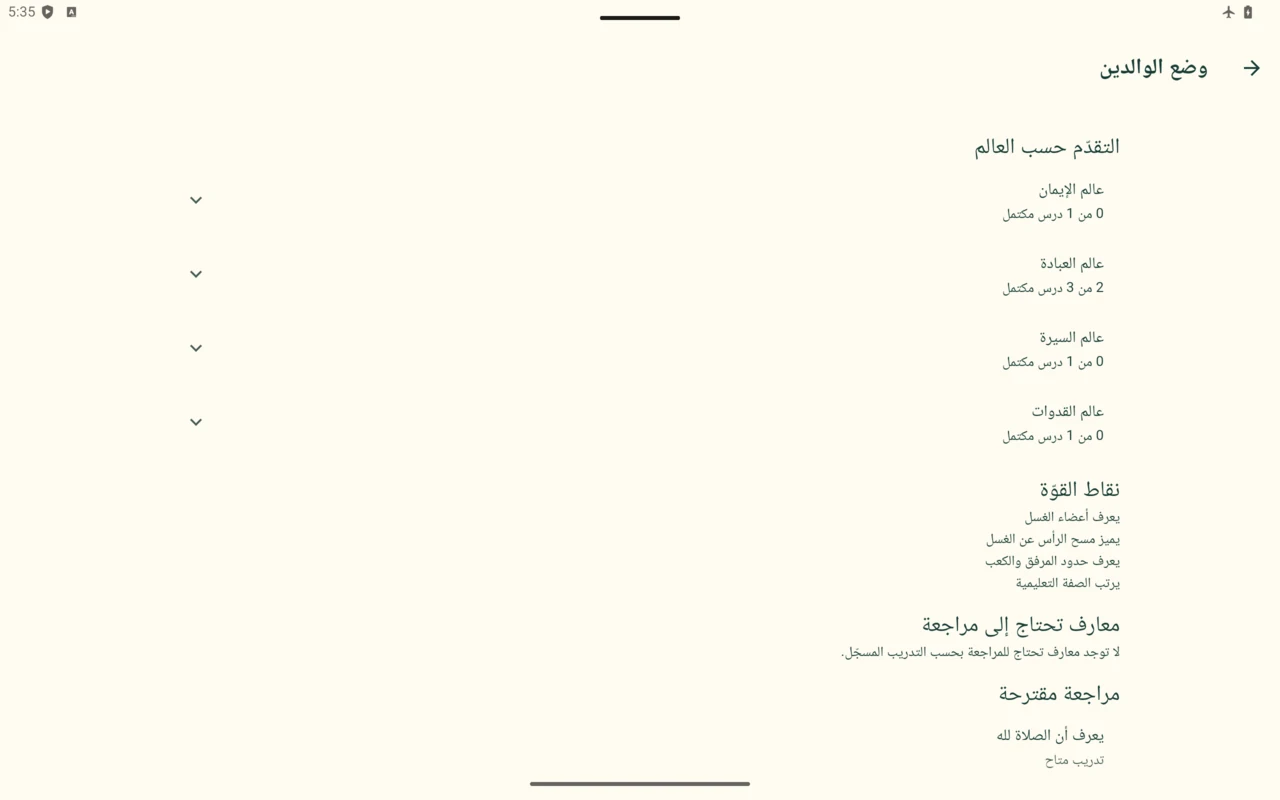 5:35
وضع الوالدين
التقدّم حسب العالم
عالم الإيمان
0 من 1 درس مكتمل
عالم العبادة
2 من 3 درس مكتمل
عالم السيرة
0 من 1 درس مكتمل
عالم القدوات
0 من 1 درس مكتمل
نقاط القوّة
يعرف أعضاء الغسل
يميز مسح الرأس عن الغسل
يعرف حدود المرفق والكعب
يرتب الصفة التعليمية
معارف تحتاج إلى مراجعة
لا توجد معارف تحتاج للمراجعة بحسب التدريب المسجّل.
مراجعة مقترحة
يعرف أن الصلاة لله
تدريب متاح